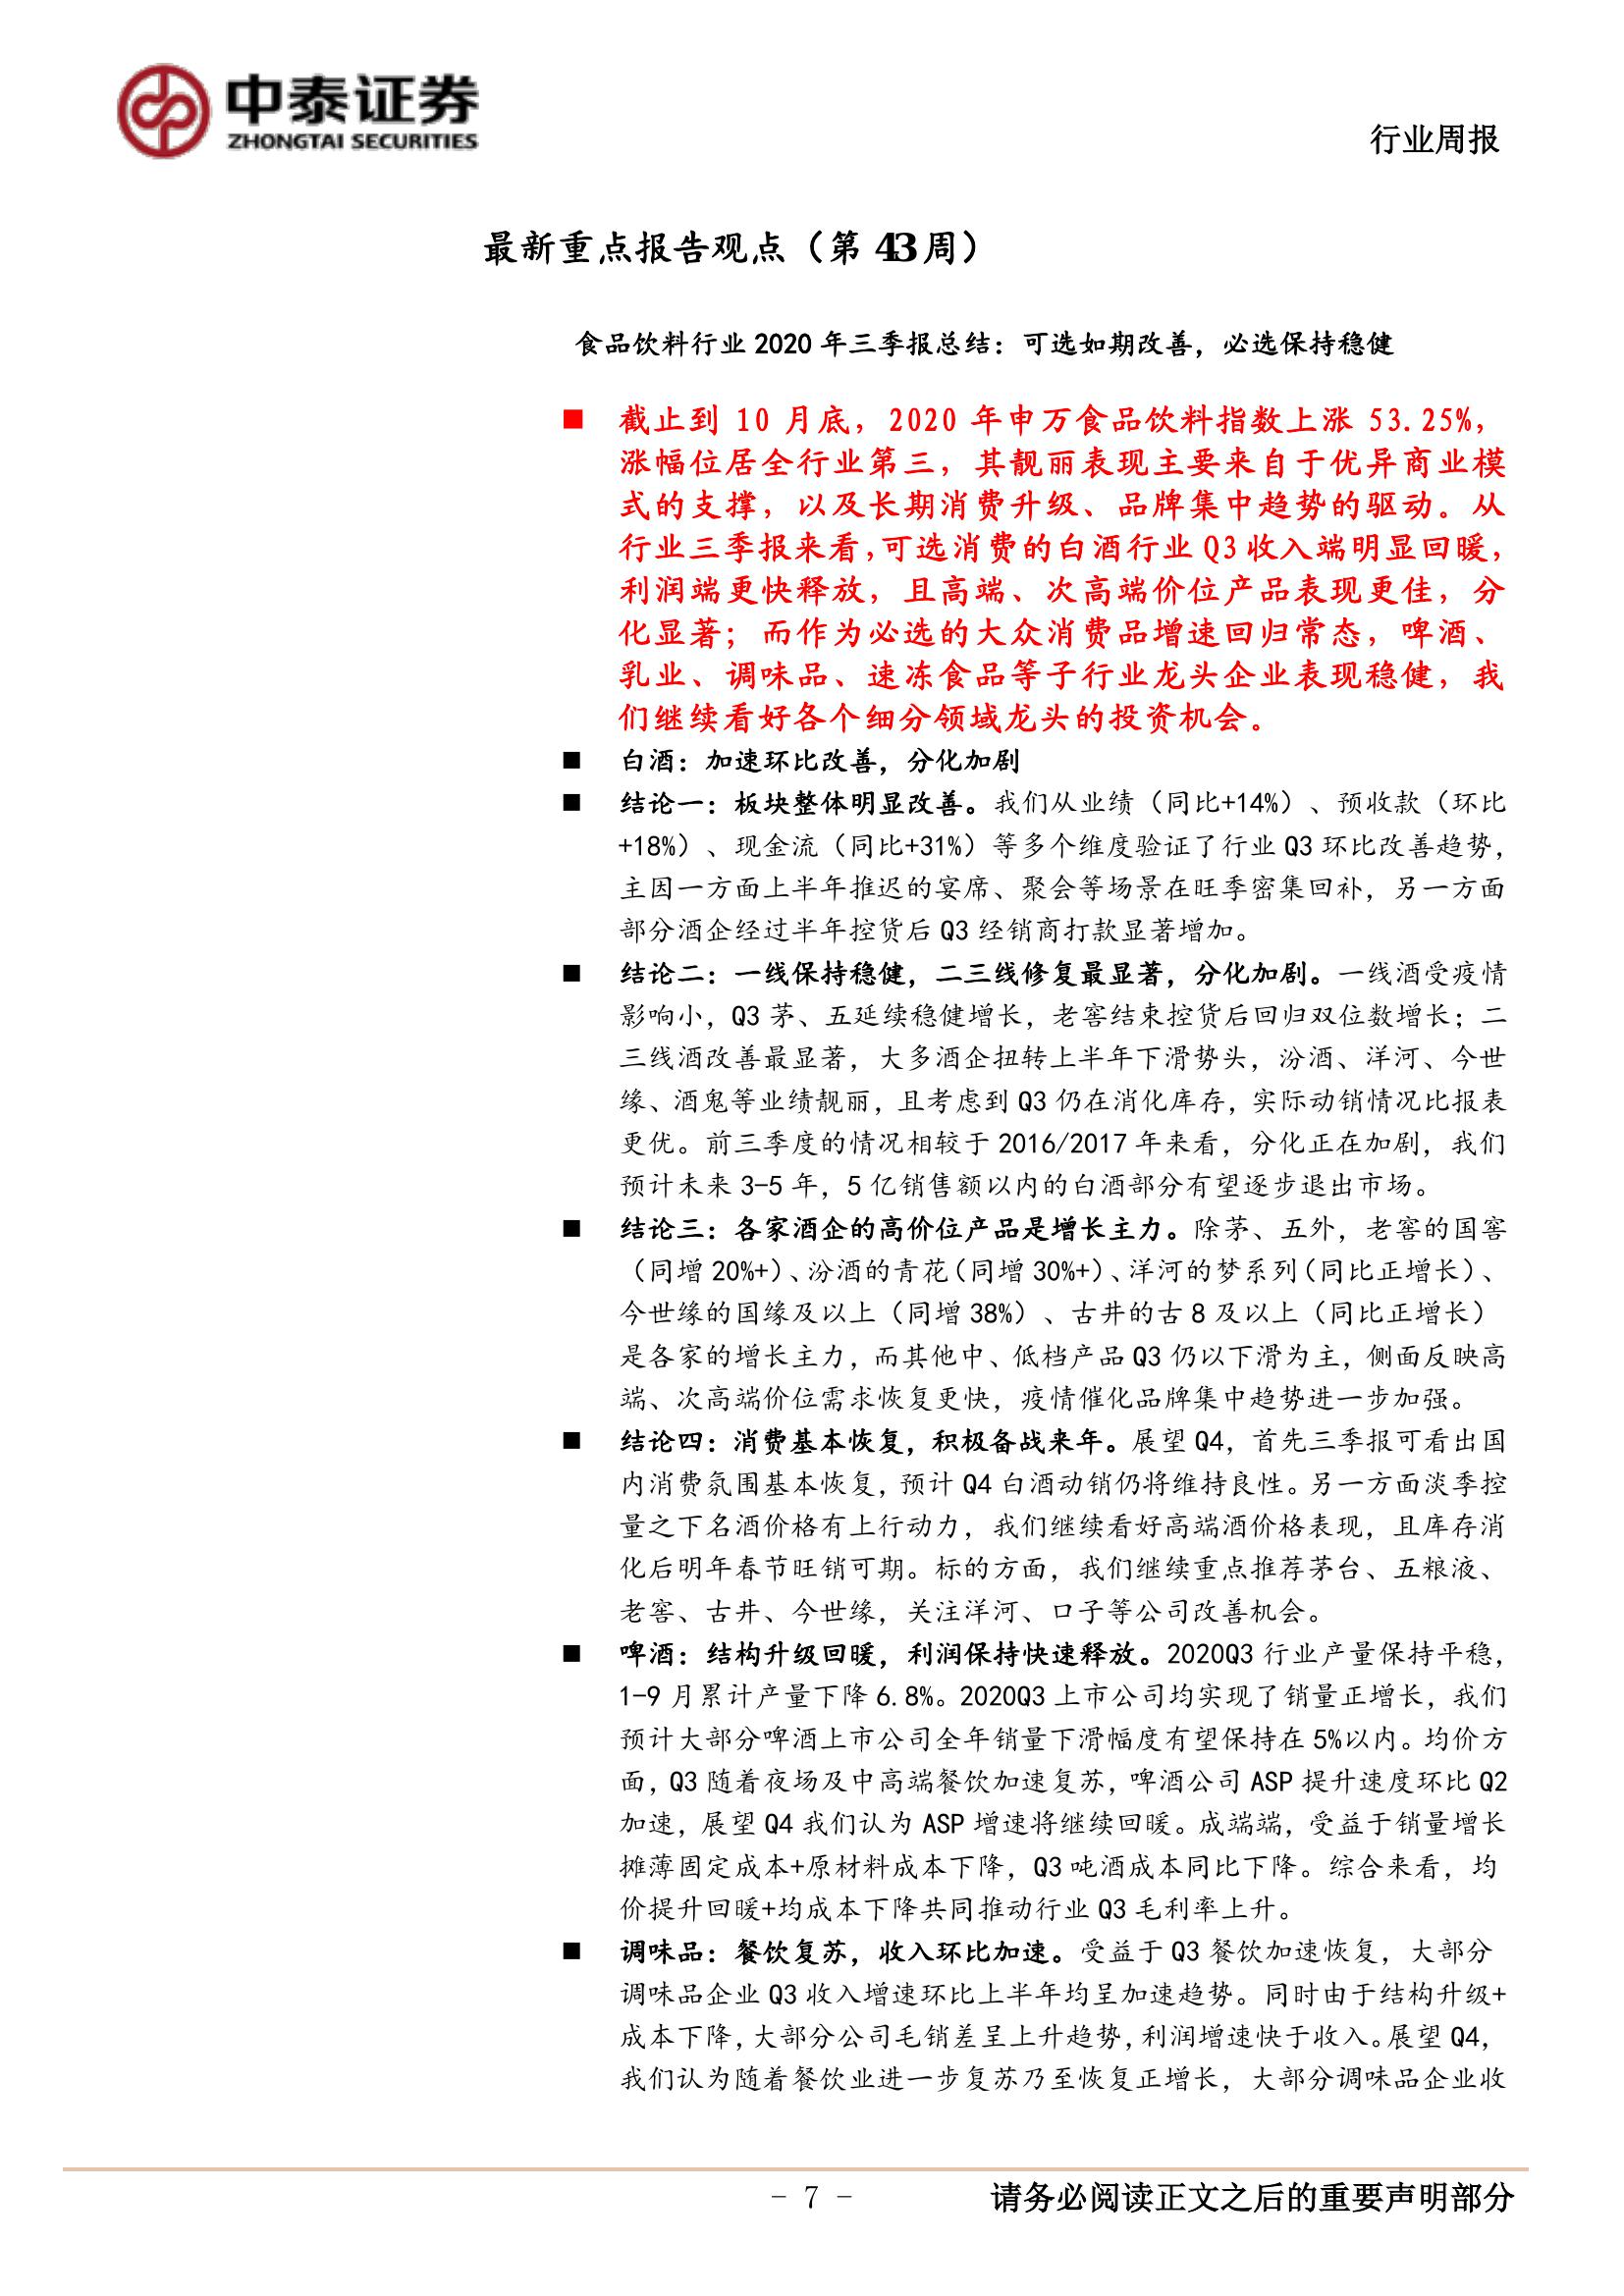 中泰证券
ZHONGTAI SECURITIES
行业周报
最新重点报告观点（第 43 周）
食品饮料行业 2020 年三季报总结：可选如期改善，必选保持稳健
■ 截止到 10 月底，2020 年申万食品饮料指数上涨 53.25%，
涨幅位居全行业第三，其靓丽表现主要来自于优异商业模
式的支撑，以及长期消费升级、品牌集中趋势的驱动。从
行业三季报来看，可选消费的白酒行业 Q3 收入端明显回暖，
利润端更快释放，且高端、次高端价位产品表现更佳，分
化显著；而作为必选的大众消费品增速回归常态，啤酒、
乳业、调味品、速冻食品等子行业龙头企业表现稳健，我
们继续看好各个细分领域龙头的投资机会。
■ 白酒：加速环比改善，分化加剧
■ 结论一：板块整体明显改善。我们从业绩（同比+14%）、预收款（环比
+18%）、现金流（同比+31%）等多个维度验证了行业 Q3 环比改善趋势，
主因一方面上半年推迟的宴席、聚会等场景在旺季密集回补，另一方面
部分酒企经过半年控货后 Q3 经销商打款显著增加。
■ 结论二：一线保持稳健，二三线修复最显著，分化加剧。一线酒受疫情
影响小，Q3 茅、五延续稳健增长，老窖结束控货后回归双位数增长；二
三线酒改善最显著，大多酒企扭转上半年下滑势头，汾酒、洋河、今世
缘、酒鬼等业绩靓丽，且考虑到 Q3 仍在消化库存，实际动销情况比报表
更优。前三季度的情况相较于 2016/2017 年来看，分化正在加剧，我们
预计未来 3-5 年，5 亿销售额以内的白酒部分有望逐步退出市场。
■ 结论三：各家酒企的高价位产品是增长主力。除茅、五外，老窖的国窖
（同增 20%+）、汾酒的青花（同增 30%+）、洋河的梦系列（同比正增长）、
今世缘的国缘及以上（同增 38%）、古井的古 8 及以上（同比正增长）
是各家的增长主力，而其他中、低档产品 Q3 仍以下滑为主，侧面反映高
端、次高端价位需求恢复更快，疫情催化品牌集中趋势进一步加强。
■ 结论四：消费基本恢复，积极备战来年。展望 Q4，首先三季报可看出国
内消费氛围基本恢复，预计 Q4 白酒动销仍将维持良性。另一方面淡季控
量之下名酒价格有上行动力，我们继续看好高端酒价格表现，且库存消
化后明年春节旺销可期。标的方面，我们继续重点推荐茅台、五粮液、
老窖、古井、今世缘，关注洋河、口子等公司改善机会。
■ 啤酒：结构升级回暖，利润保持快速释放。2020Q3 行业产量保持平稳，
1-9 月累计产量下降 6.8%。2020Q3 上市公司均实现了销量正增长，我们
预计大部分啤酒上市公司全年销量下滑幅度有望保持在 5%以内。均价方
面，Q3 随着夜场及中高端餐饮加速复苏，啤酒公司 ASP 提升速度环比 Q2
加速，展望 Q4 我们认为 ASP 增速将继续回暖。成端端，受益于销量增长
摊薄固定成本+原材料成本下降，Q3 吨酒成本同比下降。综合来看，均
价提升回暖+均成本下降共同推动行业 Q3 毛利率上升。
■ 调味品：餐饮复苏，收入环比加速。受益于 Q3 餐饮加速恢复，大部分
调味品企业 Q3 收入增速环比上半年均呈加速趋势。同时由于结构升级+
成本下降，大部分公司毛销差呈上升趋势，利润增速快于收入。展望 Q4，
我们认为随着餐饮业进一步复苏乃至恢复正增长，大部分调味品企业收
- 7 -
请务必阅读正文之后的重要声明部分